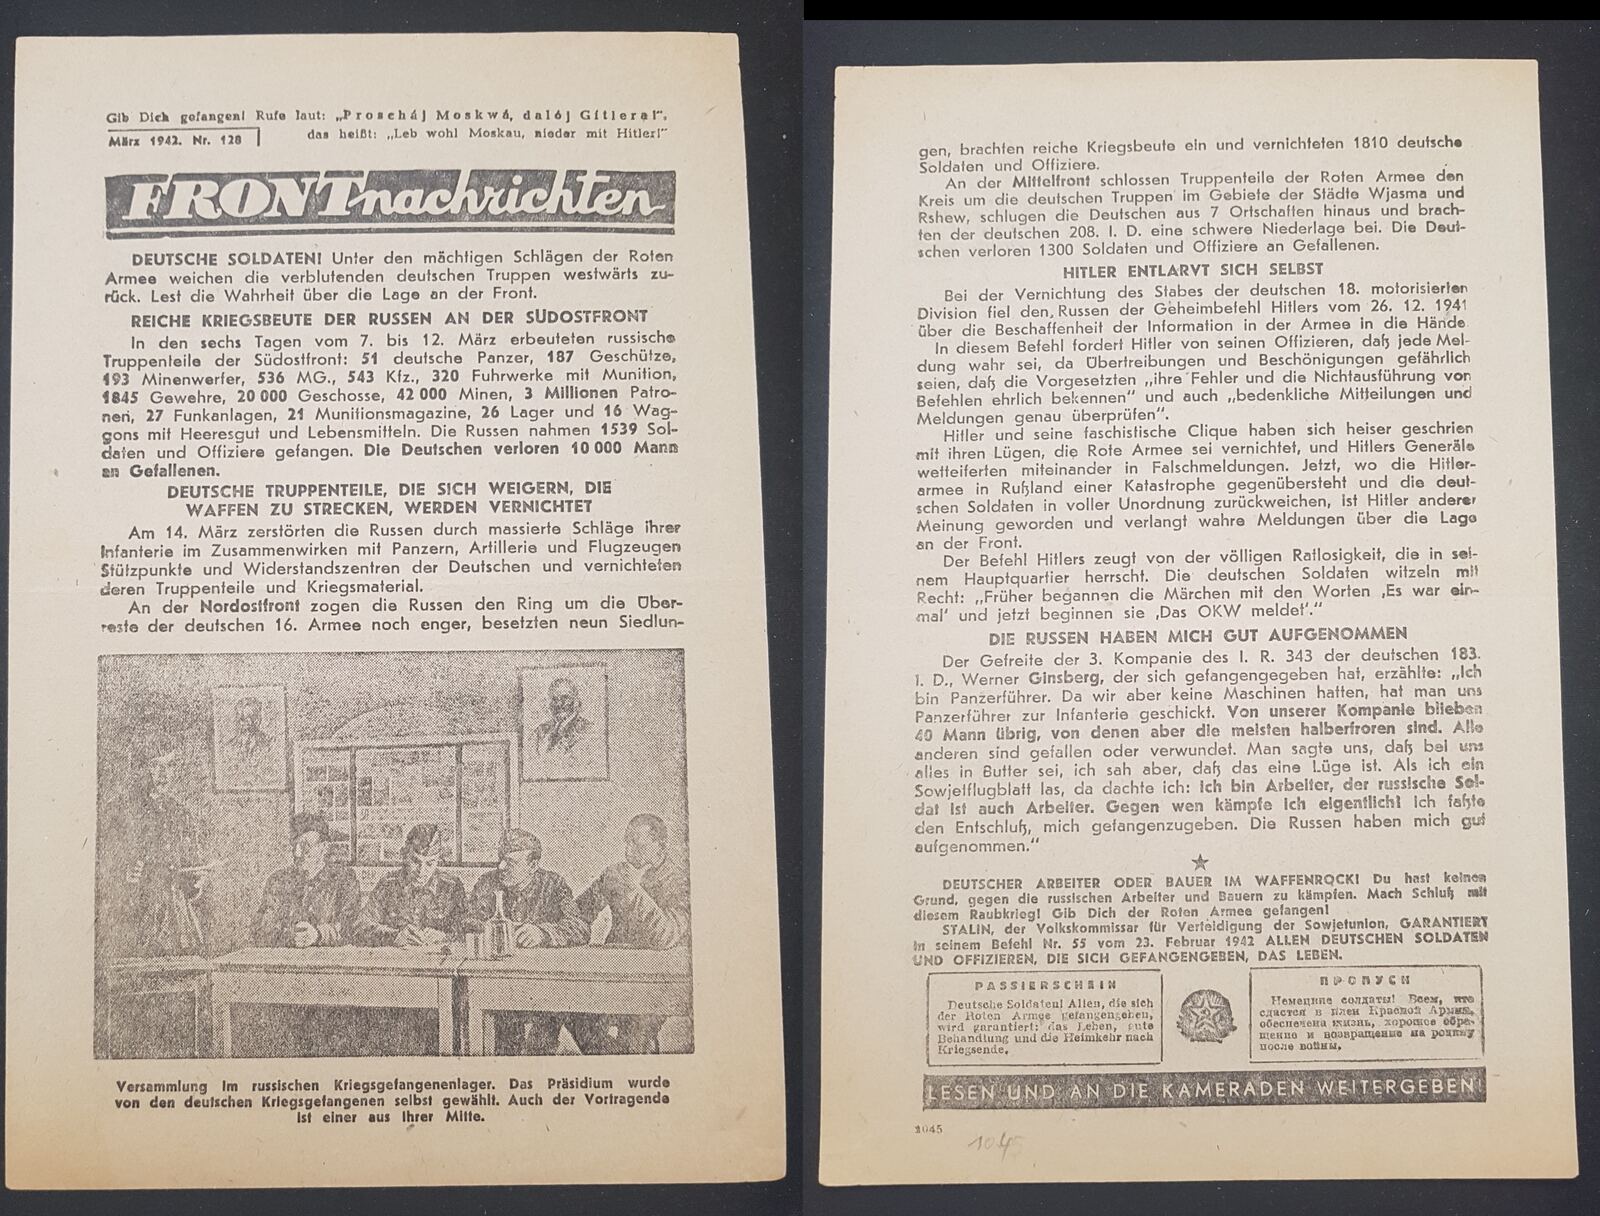 Gib Dich gefangen! Rufe laut: „Proscháj Moskwá, dalój Gitlera!",
das heißt: „Leb wohl Moskau, nieder mit Hitler!"
März 1942. Nr. 128
FRONTnachrichten
DEUTSCHE SOLDATEN! Unter den mächtigen Schlägen der Roten
Armee weichen die verblutenden deutschen Truppen westwärts zu-
rück. Lest die Wahrheit über die Lage an der Front.
REICHE KRIEGSBEUTE DER RUSSEN AN DER SÜDOSTFRONT
In den sechs Tagen vom 7. bis 12. März erbeuteten russische
Truppenteile der Südostfront: 51 deutsche Panzer, 187 Geschütze,
193 Minenwerfer, 536 MG., 543 Kfz., 320 Fuhrwerke mit Munition,
1845 Gewehre, 20 000 Geschosse, 42 000 Minen, 3 Millionen Patro-
nen, 27 Funkanlagen, 21 Munitionsmagazine, 26 Lager und 16 Wag-
gons mit Heeresgut und Lebensmitteln. Die Russen nahmen 1539 Sol-
daten und Offiziere gefangen. Die Deutschen verloren 10 000 Mann
an Gefallenen.
DEUTSCHE TRUPPENTEILE, DIE SICH WEIGERN, DIE
WAFFEN ZU STRECKEN, WERDEN VERNICHTET
Am 14. März zerstörten die Russen durch massierte Schläge ihrer
Infanterie im Zusammenwirken mit Panzern, Artillerie und Flugzeugen
Stützpunkte und Widerstandszentren der Deutschen und vernichteten
deren Truppenteile und Kriegsmaterial.
An der Nordostfront zogen die Russen den Ring um die Über-
reste der deutschen 16. Armee noch enger, besetzten neun Siedlun-
Versammlung im russischen Kriegsgefangenenlager. Das Präsidium wurde
von den deutschen Kriegsgefangenen selbst gewählt. Auch der Vortragende
ist einer aus ihrer Mitte.
gen, brachten reiche Kriegsbeute ein und vernichteten 1810 deutsche
Soldaten und Offiziere.
An der Mittelfront schlossen Truppenteile der Roten Armee den
Kreis um die deutschen Truppen im Gebiete der Städte Wjasma und
Rshew, schlugen die Deutschen aus 7 Ortschaften hinaus und brach-
ten der deutschen 208. I. D. eine schwere Niederlage bei. Die Deut-
schen verloren 1300 Soldaten und Offiziere an Gefallenen.
HITLER ENTLARVT SICH SELBST
Bei der Vernichtung des Stabes der deutschen 18. motorisierten
Division fiel den Russen der Geheimbefehl Hitlers vom 26. 12. 1941
über die Beschaffenheit der Information in der Armee in die Hände.
In diesem Befehl fordert Hitler von seinen Offizieren, daß jede Mel-
dung wahr sei, da Übertreibungen und Beschönigungen gefährlich
seien, daß die Vorgesetzten „ihre Fehler und die Nichtausführung von
Befehlen ehrlich bekennen" und auch „bedenkliche Mitteilungen und
Meldungen genau überprüfen".
Hitler und seine faschistische Clique haben sich heiser geschrien
mit ihren Lügen, die Rote Armee sei vernichtet, und Hitlers Generäle
wetteiferten miteinander in Falschmeldungen. Jetzt, wo die Hitler-
armee in Rußland einer Katastrophe gegenübersteht und die deut-
schen Soldaten in voller Unordnung zurückweichen, ist Hitler anderer
Meinung geworden und verlangt wahre Meldungen über die Lage
an der Front.
Der Befehl Hitlers zeugt von der völligen Ratlosigkeit, die in sei-
nem Hauptquartier herrscht. Die deutschen Soldaten witzeln mit
Recht: „Früher begannen die Märchen mit den Worten ‚Es war ein-
mal' und jetzt beginnen sie ‚Das OKW meldet'."
DIE RUSSEN HABEN MICH GUT AUFGENOMMEN
Der Gefreite der 3. Kompanie des I. R. 343 der deutschen 183.
I. D., Werner Ginsberg, der sich gefangengegeben hat, erzählte: „Ich
bin Panzerführer. Da wir aber keine Maschinen hatten, hat man uns
Panzerführer zur Infanterie geschickt. Von unserer Kompanie blieben
40 Mann übrig, von denen aber die meisten halberfroren sind. Alle
anderen sind gefallen oder verwundet. Man sagte uns, daß bei uns
alles in Butter sei, ich sah aber, daß das eine Lüge ist. Als ich ein
Sowjetflugblatt las, da dachte ich: ich bin Arbeiter, der russische Sol-
dat ist auch Arbeiter. Gegen wen kämpfe ich eigentlich! Ich faßte
den Entschluß, mich gefangenzugeben. Die Russen haben mich gut
aufgenommen."
DEUTSCHER ARBEITER ODER BAUER IM WAFFENROCK! Du hast keinen
Grund, gegen die russischen Arbeiter und Bauern zu kämpfen. Mach Schluß mit
diesem Raubkrieg! Gib Dich der Roten Armee gefangen!
STALIN, der Volkskommissar für Verteidigung der Sowjetunion, GARANTIERT
in seinem Befehl Nr. 55 vom 23. Februar 1942 ALLEN DEUTSCHEN SOLDATEN
UND OFFIZIEREN, DIE SICH GEFANGENGEBEN, DAS LEBEN.
PASSIERSCHEIN
Deutsche Soldaten! Allen, die sich
der Roten Armee gefangengeben,
wird garantiert: das Leben, gute
Behandlung und die Heimkehr nach
Kriegsende.
ПРОПУСК
Немецкие солдаты! Всем, кто
сдастся в плен Красной Армии,
обеспечена жизнь, хорошее обра-
щение и возвращение на родину
после войны.
LESEN UND AN DIE KAMERADEN WEITERGEBEN!
1045
1045